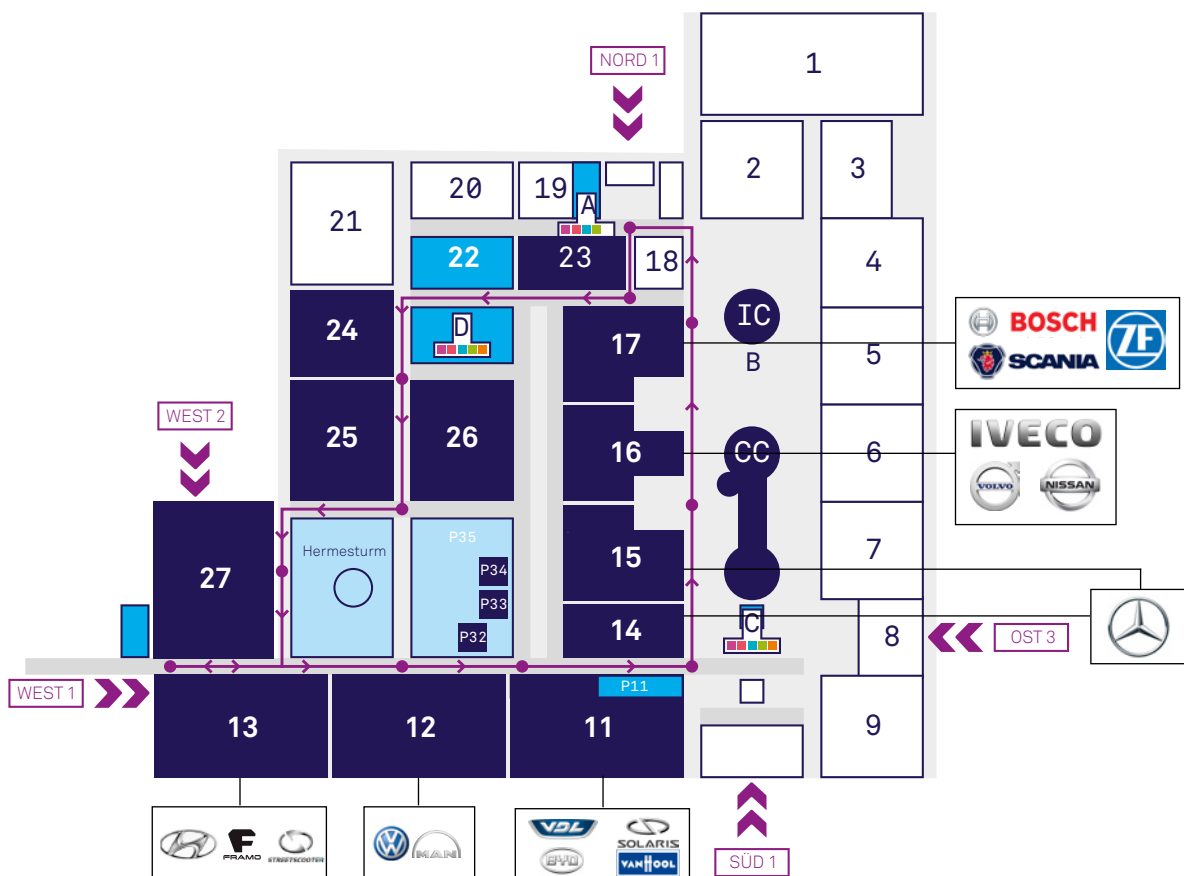 1
NORD 1
2
3
20
19
A
21
22
23
18
4
24
D
17
IC
B
5
BOSCH
SCANIA
ZF
WEST 2
25
26
16
CC
6
IVECO
VOLVO
NISSAN
27
Hermesturm
P35
P34
P33
P32
15
7
14
C
8
OST 3
WEST 1
P11
13
12
11
9
FRAMO
STREETSCOOTER
VW
MAN
VDL
BYD
SOLARIS
VANHOOL
SÜD 1